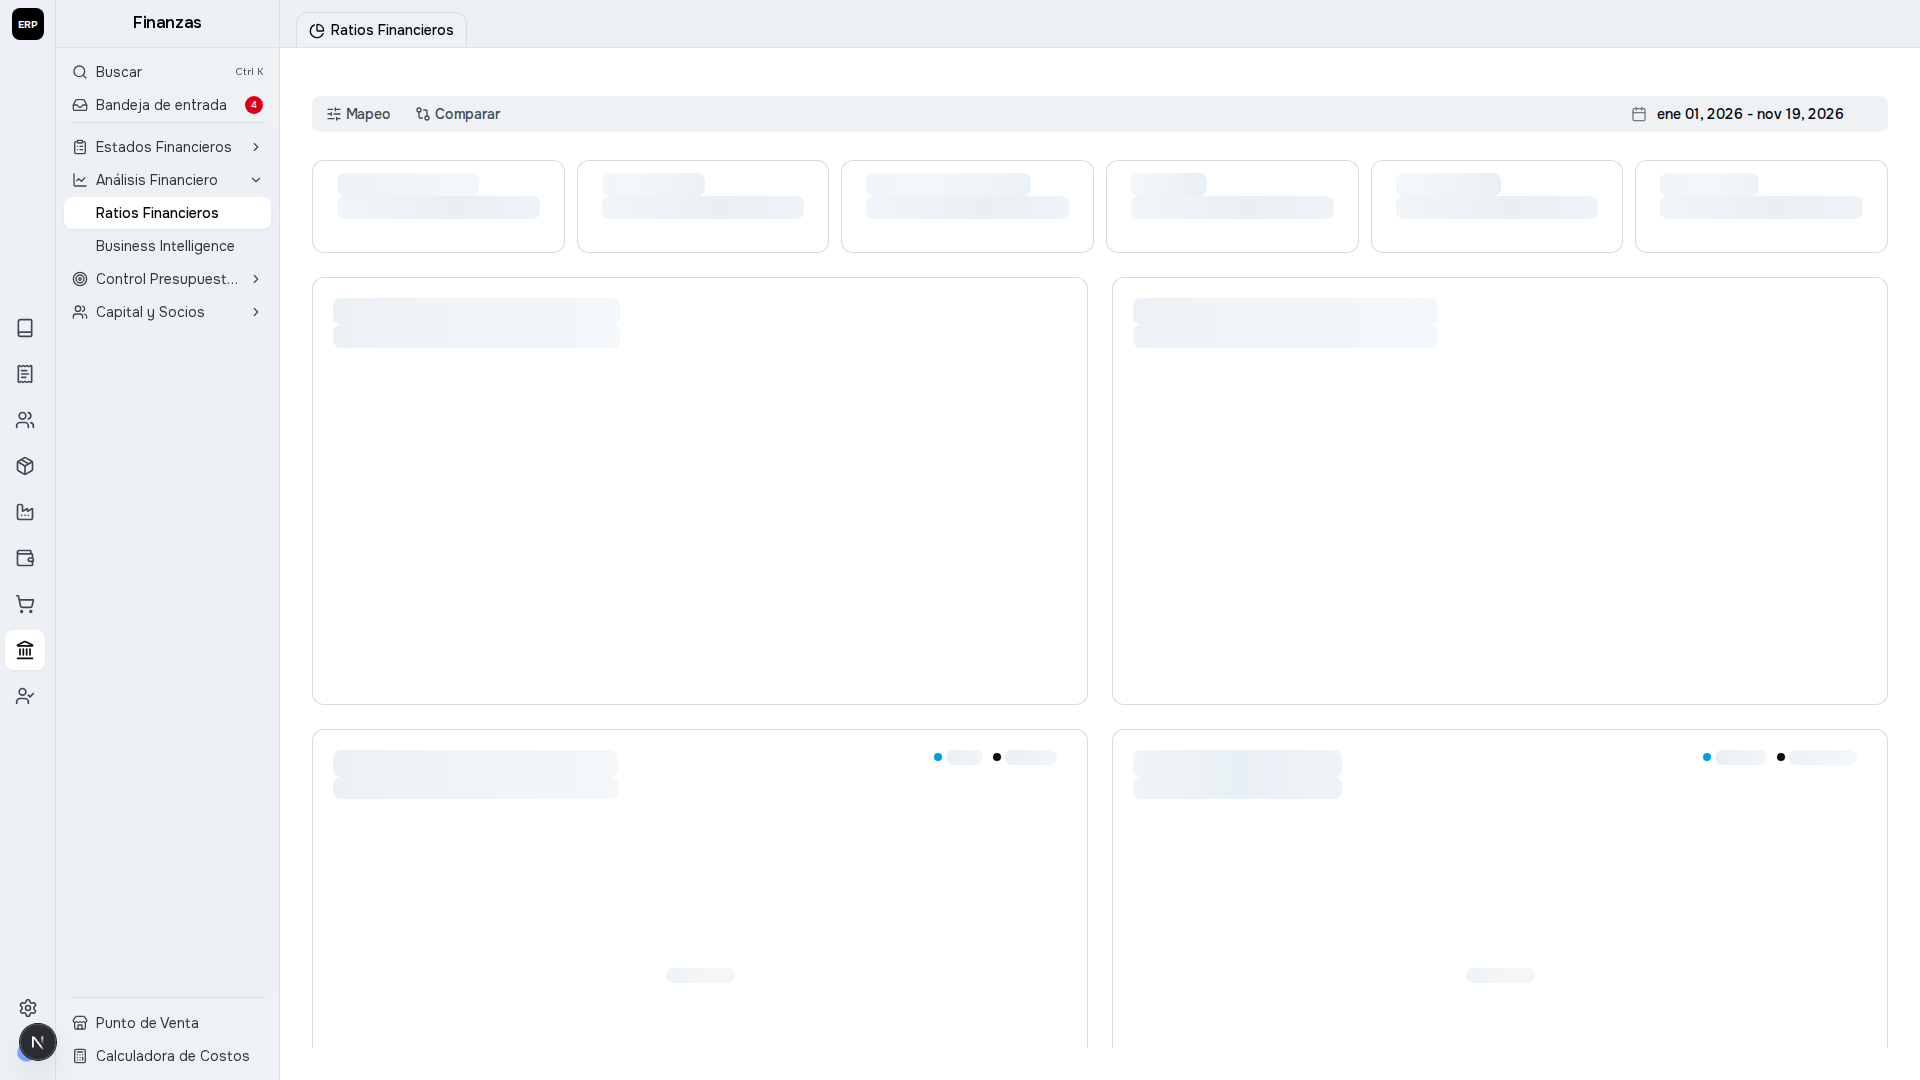 ERP
Finanzas
Ratios Financieros
Buscar
Ctrl K
Bandeja de entrada
4
Estados Financieros
Análisis Financiero
Ratios Financieros
Business Intelligence
Control Presupuest...
Capital y Socios
Punto de Venta
Calculadora de Costos
Mapeo
Comparar
ene 01, 2026 - nov 19, 2026
N